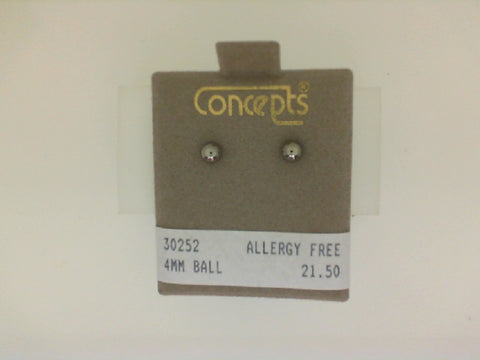 Concepts®
30252 ALLERGY FREE
4MM BALL 21.50